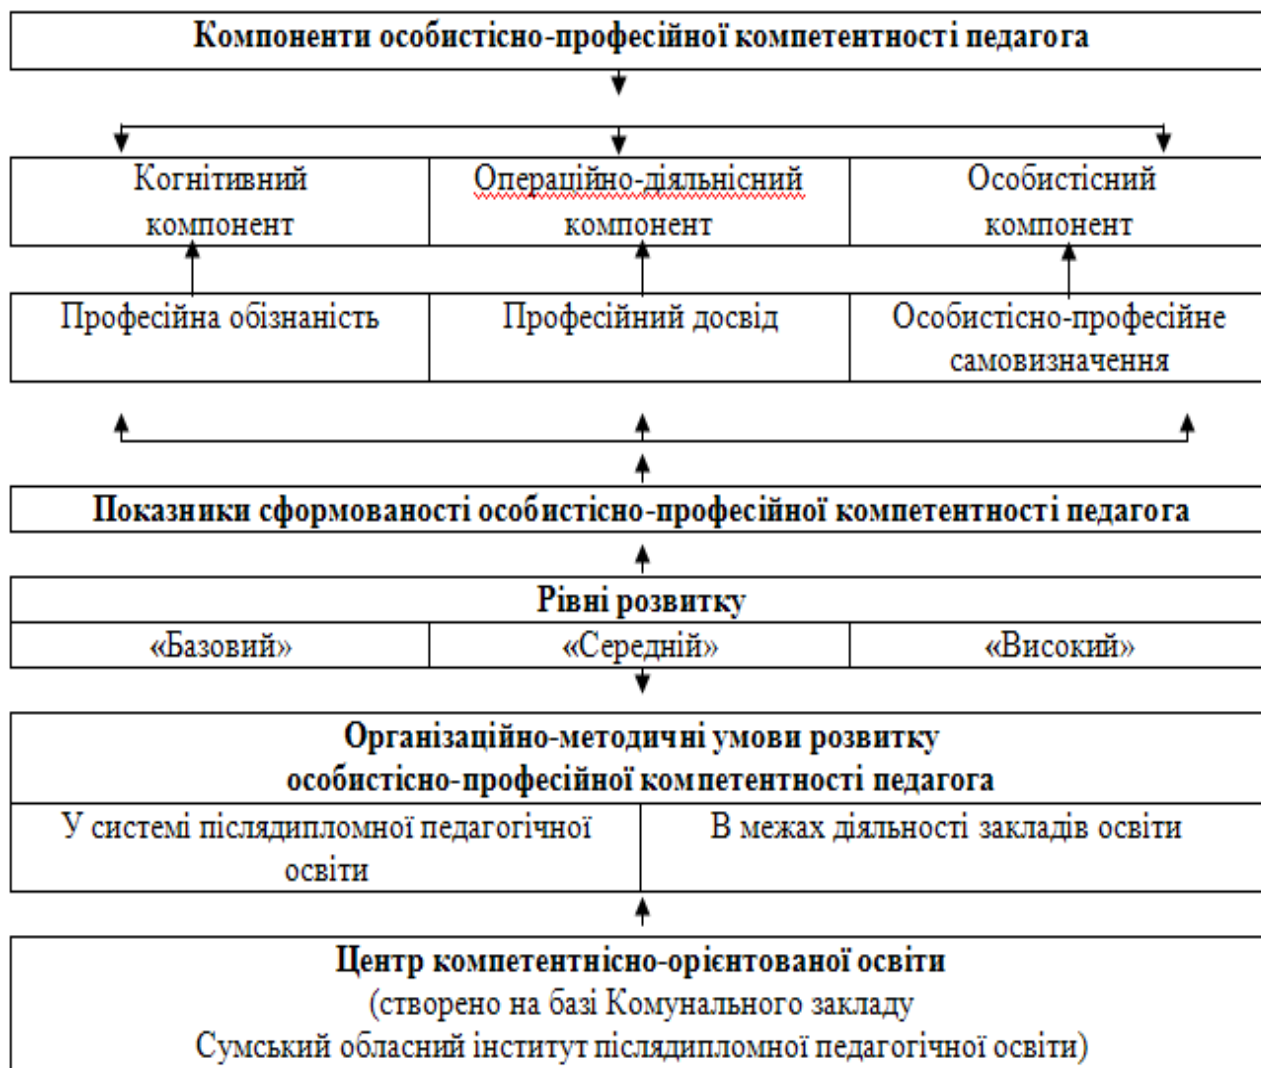 Компоненти особистісно-професійної компетентності педагога
Когнітивний
компонент
Операційно-діяльнісний
компонент
Особистісний
компонент
Професійна обізнаність
Професійний досвід
Особистісно-професійне
самовизначення
Показники сформованості особистісно-професійної компетентності педагога
Рівні розвитку
«Базовий»
«Середній»
«Високий»
Організаційно-методичні умови розвитку
особистісно-професійної компетентності педагога
У системі післядипломної педагогічної
освіти
В межах діяльності закладів освіти
Центр компетентнісно-орієнтованої освіти
(створено на базі Комунального закладу
Сумський обласний інститут післядипломної педагогічної освіти)